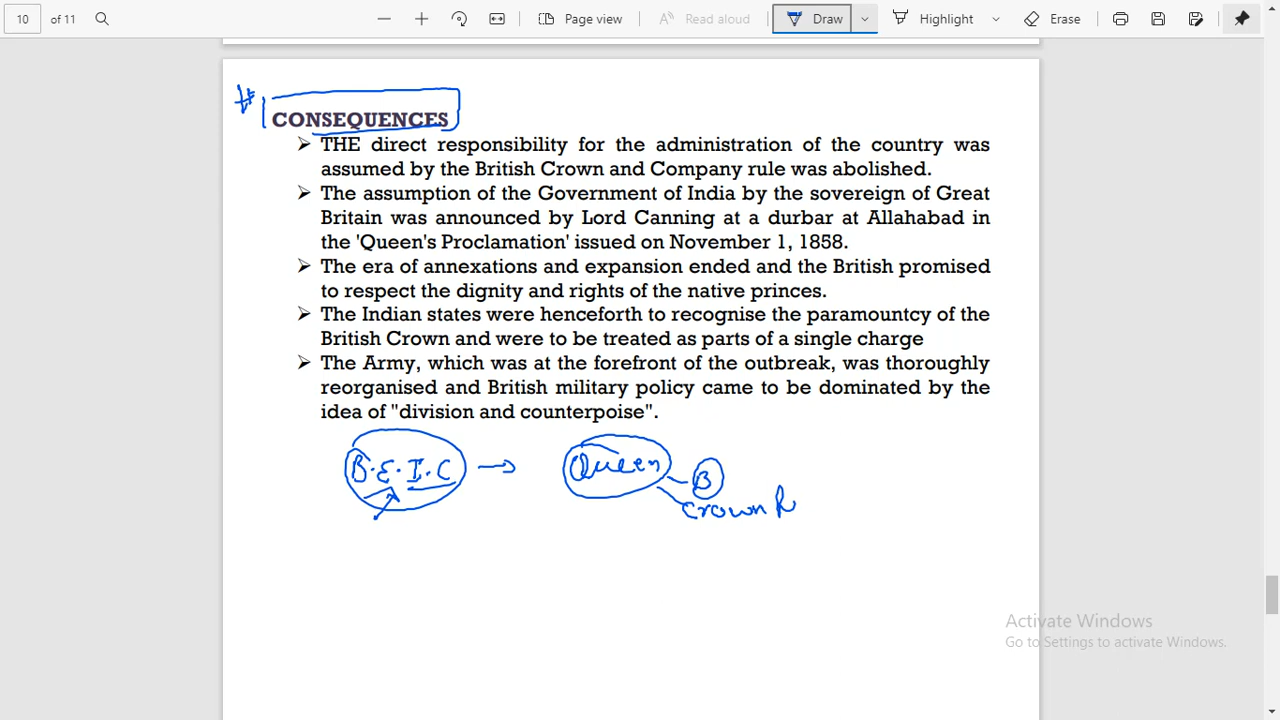 10 of 11 Page view Read aloud Draw Highlight Erase
#
CONSEQUENCES
➢ THE direct responsibility for the administration of the country was
assumed by the British Crown and Company rule was abolished.
➢ The assumption of the Government of India by the sovereign of Great
Britain was announced by Lord Canning at a durbar at Allahabad in
the 'Queen's Proclamation' issued on November 1, 1858.
➢ The era of annexations and expansion ended and the British promised
to respect the dignity and rights of the native princes.
➢ The Indian states were henceforth to recognise the paramountcy of the
British Crown and were to be treated as parts of a single charge
➢ The Army, which was at the forefront of the outbreak, was thoroughly
reorganised and British military policy came to be dominated by the
idea of "division and counterpoise".
B.E.I.C → Queen B
Crown R
Activate Windows
Go to Settings to activate Windows.